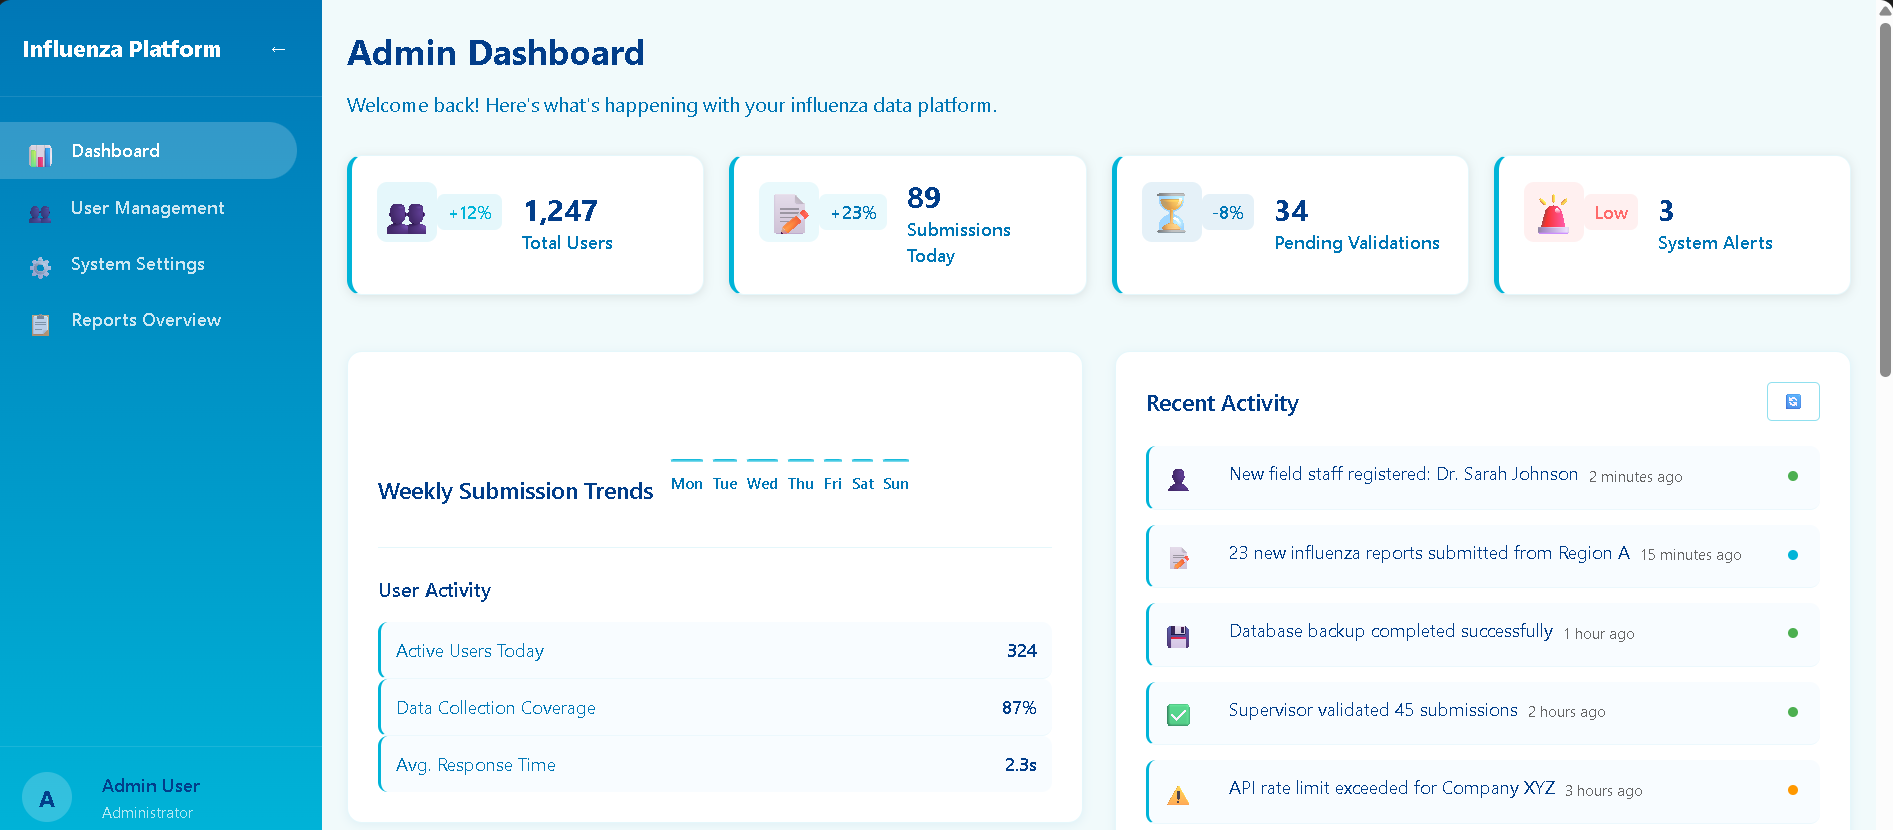 Influenza Platform ←
Dashboard
User Management
System Settings
Reports Overview
A
Admin User
Administrator
Admin Dashboard
Welcome back! Here's what's happening with your influenza data platform.
+12%
1,247
Total Users
+23%
89
Submissions
Today
-8%
34
Pending Validations
Low
3
System Alerts
Weekly Submission Trends
Mon Tue Wed Thu Fri Sat Sun
User Activity
Active Users Today 324
Data Collection Coverage 87%
Avg. Response Time 2.3s
Recent Activity
New field staff registered: Dr. Sarah Johnson 2 minutes ago
23 new influenza reports submitted from Region A 15 minutes ago
Database backup completed successfully 1 hour ago
Supervisor validated 45 submissions 2 hours ago
API rate limit exceeded for Company XYZ 3 hours ago